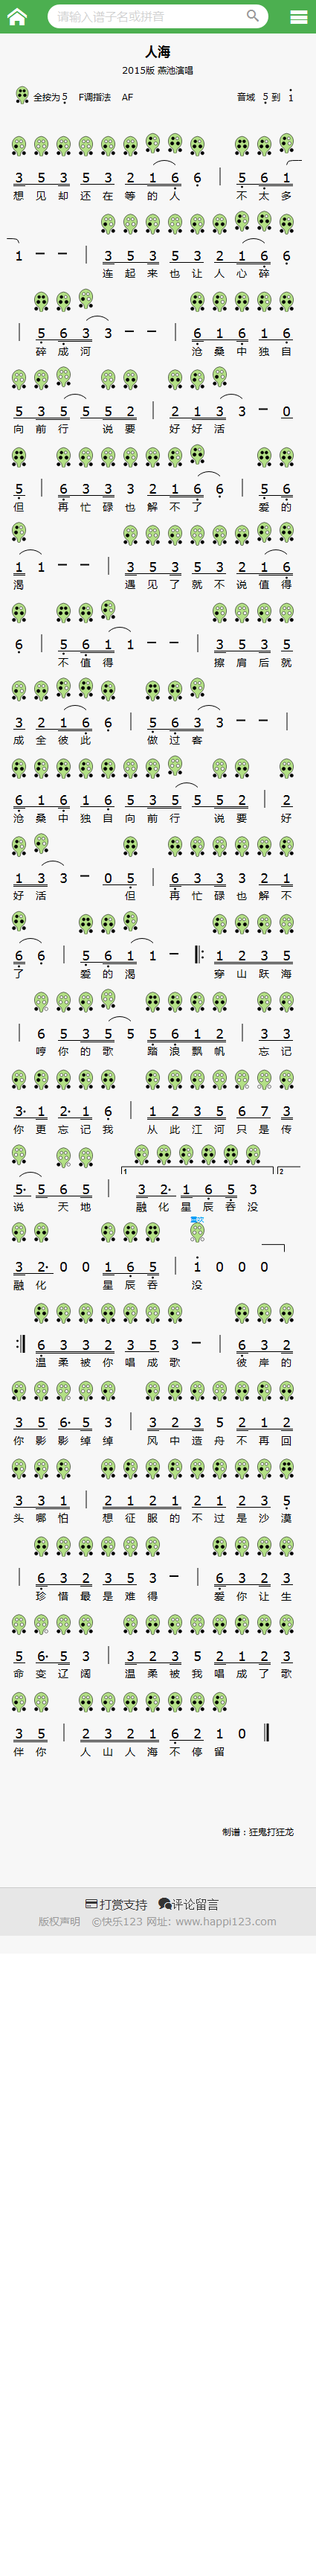 请输入谱子名或拼音
人海
2015版 燕池演唱
全按为5 F调指法 AF 音域 5 到 1
3 5 3 5 3 2 1 6 6 | 5 6 1
想见却还在等的人 不太多
1 - - | 3 5 3 5 3 2 1 6 6
连起来也让人心碎
| 5 6 3 3 - - | 6 1 6 1 6
碎成河 沧桑中独自
5 3 5 5 5 2 | 2 1 3 3 - 0
向前行 说要 好好活
5 | 6 3 3 3 2 1 6 6 | 5 6
但 再忙碌也解不了 爱的
1 1 - - | 3 5 3 5 3 2 1 6
渴 遇见了就不说值得
6 | 5 6 1 1 - - | 3 5 3 5
不值得 擦肩后就
3 2 1 6 6 | 5 6 3 3 - - |
成全彼此 做过客
6 1 6 1 6 5 3 5 5 5 2 | 2
沧桑中独自向前行 说要 好
1 3 3 - 0 5 | 6 3 3 3 2 1
好活 但 再忙碌也解不
6 6 | 5 6 1 1 - |: 1 2 3 5
了 爱的渴 穿山跃海
| 6 5 3 5 5 5 6 1 2 | 3 3
哼你的歌 踏浪飘帆 忘记
3· 1 2· 1 6 | 1 2 3 5 6 7 3
你更忘记我 从此江河只是传
5· 5 6 5 | 1 3 2· 1 6 5 3 2
说 天地 融化星辰吞没
3 2· 0 0 1 6 5 | 1 0 0 0
融化 星辰吞 没
:| 6 3 3 2 3 5 3 - | 6 3 2
温柔被你唱成歌 彼岸的
3 5 6· 5 3 | 3 2 3 5 2 1 2
你影影绰绰 风中造舟不再回
3 3 1 | 2 1 2 1 2 1 2 3 5
头哪怕 想征服的不过是沙漠
| 6 3 2 2 3 5 3 - | 6 3 2 3
珍惜最是难得 爱你让生
5 6· 5 3 | 3 2 3 5 2 1 2 3
命变辽阔 温柔被我唱成了歌
3 5 | 2 3 2 1 6 2 1 0 ‖
伴你 人山人海不停留
制谱：狂鬼打狂龙
打赏支持 评论留言
版权声明 ©快乐123 网址: www.happi123.com